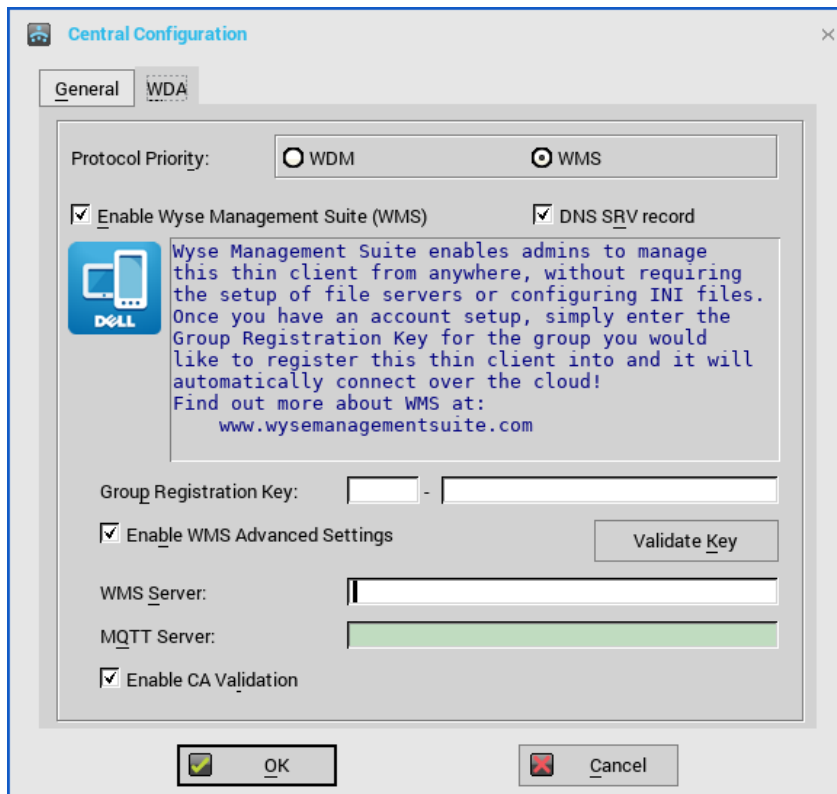 Central Configuration
General
WDA
Protocol Priority:
WDM
WMS
Enable Wyse Management Suite (WMS)
DNS SRV record
DELL
Wyse Management Suite enables admins to manage
this thin client from anywhere, without requiring
the setup of file servers or configuring INI files.
Once you have an account setup, simply enter the
Group Registration Key for the group you would
like to register this thin client into and it will
automatically connect over the cloud!
Find out more about WMS at:
www.wysemanagementsuite.com
Group Registration Key:
-
Enable WMS Advanced Settings
Validate Key
WMS Server:
MQTT Server:
Enable CA Validation
OK
Cancel